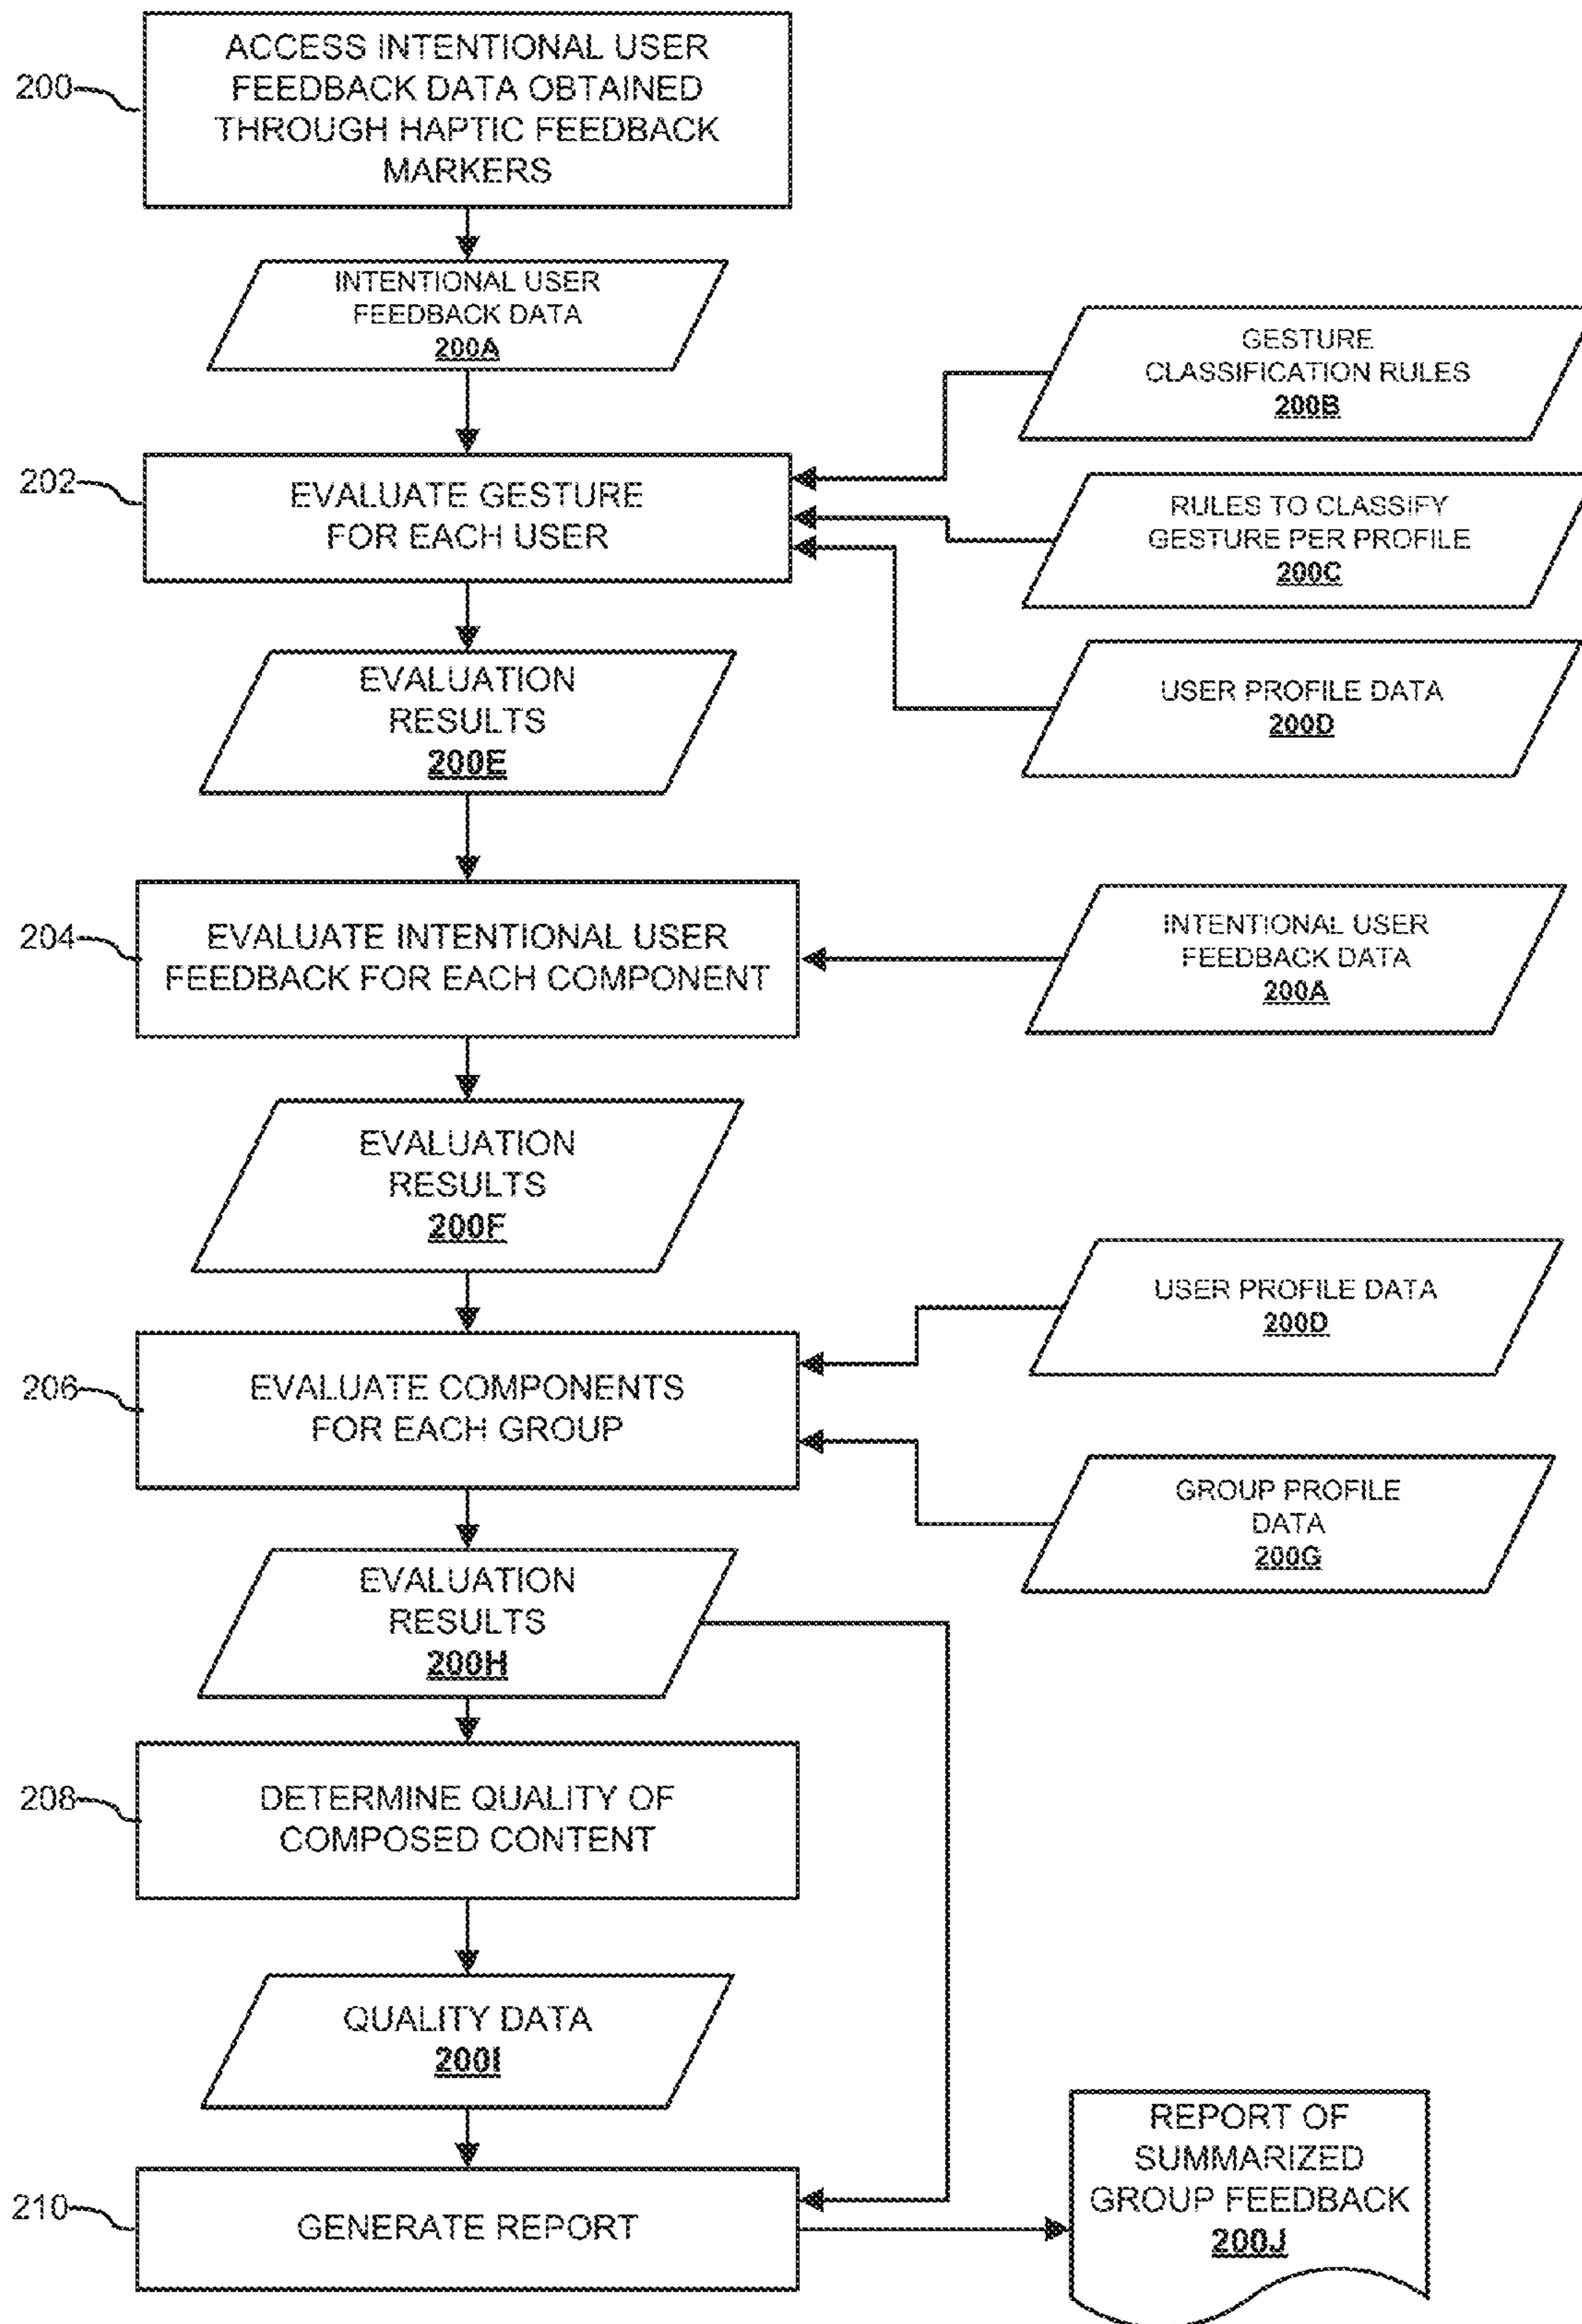 200
ACCESS INTENTIONAL USER
FEEDBACK DATA OBTAINED
THROUGH HAPTIC FEEDBACK
MARKERS
INTENTIONAL USER
FEEDBACK DATA
200A
GESTURE
CLASSIFICATION RULES
200B
202
EVALUATE GESTURE
FOR EACH USER
RULES TO CLASSIFY
GESTURE PER PROFILE
200C
USER PROFILE DATA
200D
EVALUATION
RESULTS
200E
204
EVALUATE INTENTIONAL USER
FEEDBACK FOR EACH COMPONENT
INTENTIONAL USER
FEEDBACK DATA
200A
EVALUATION
RESULTS
200F
USER PROFILE DATA
200D
206
EVALUATE COMPONENTS
FOR EACH GROUP
GROUP PROFILE
DATA
200G
EVALUATION
RESULTS
200H
208
DETERMINE QUALITY OF
COMPOSED CONTENT
QUALITY DATA
200I
210
GENERATE REPORT
REPORT OF
SUMMARIZED
GROUP FEEDBACK
200J